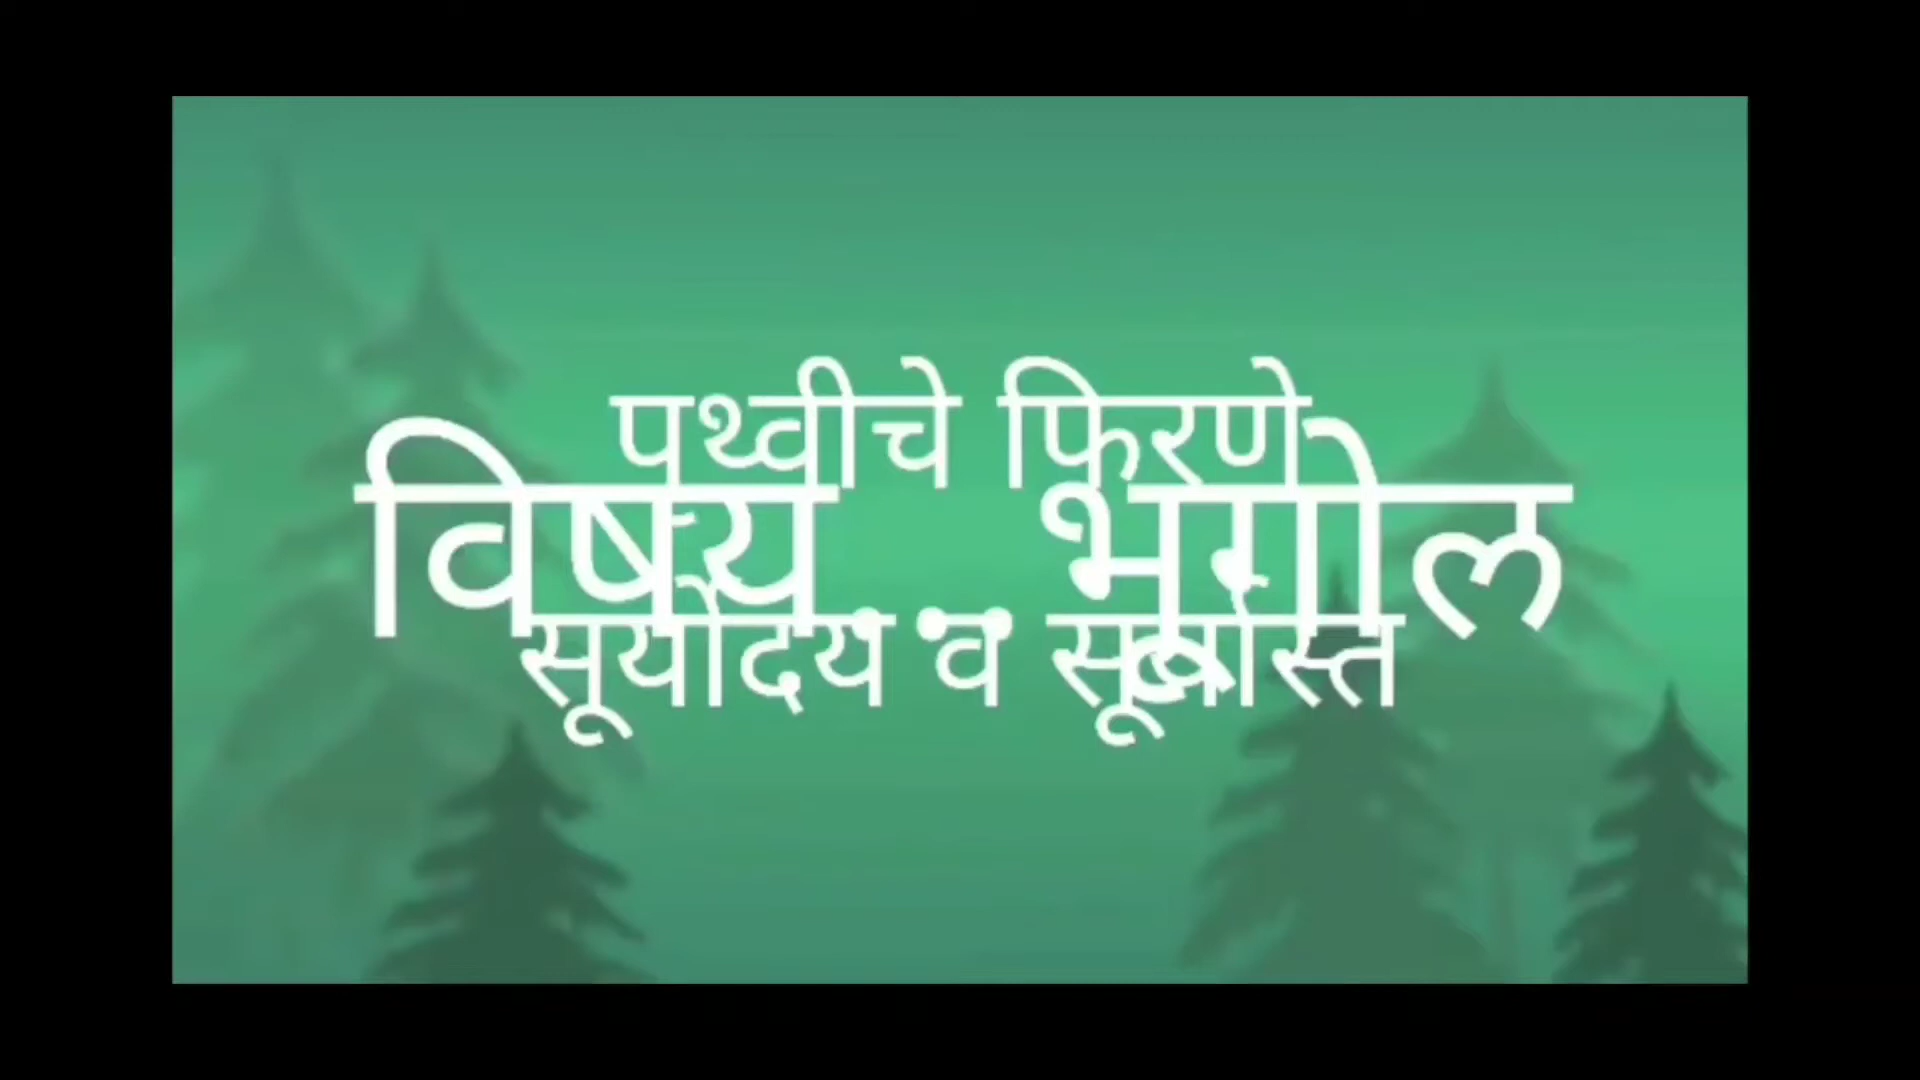 पथ्वीचे फिरणे
विषय .. भूगोल
सूर्योदय व सूर्यास्त